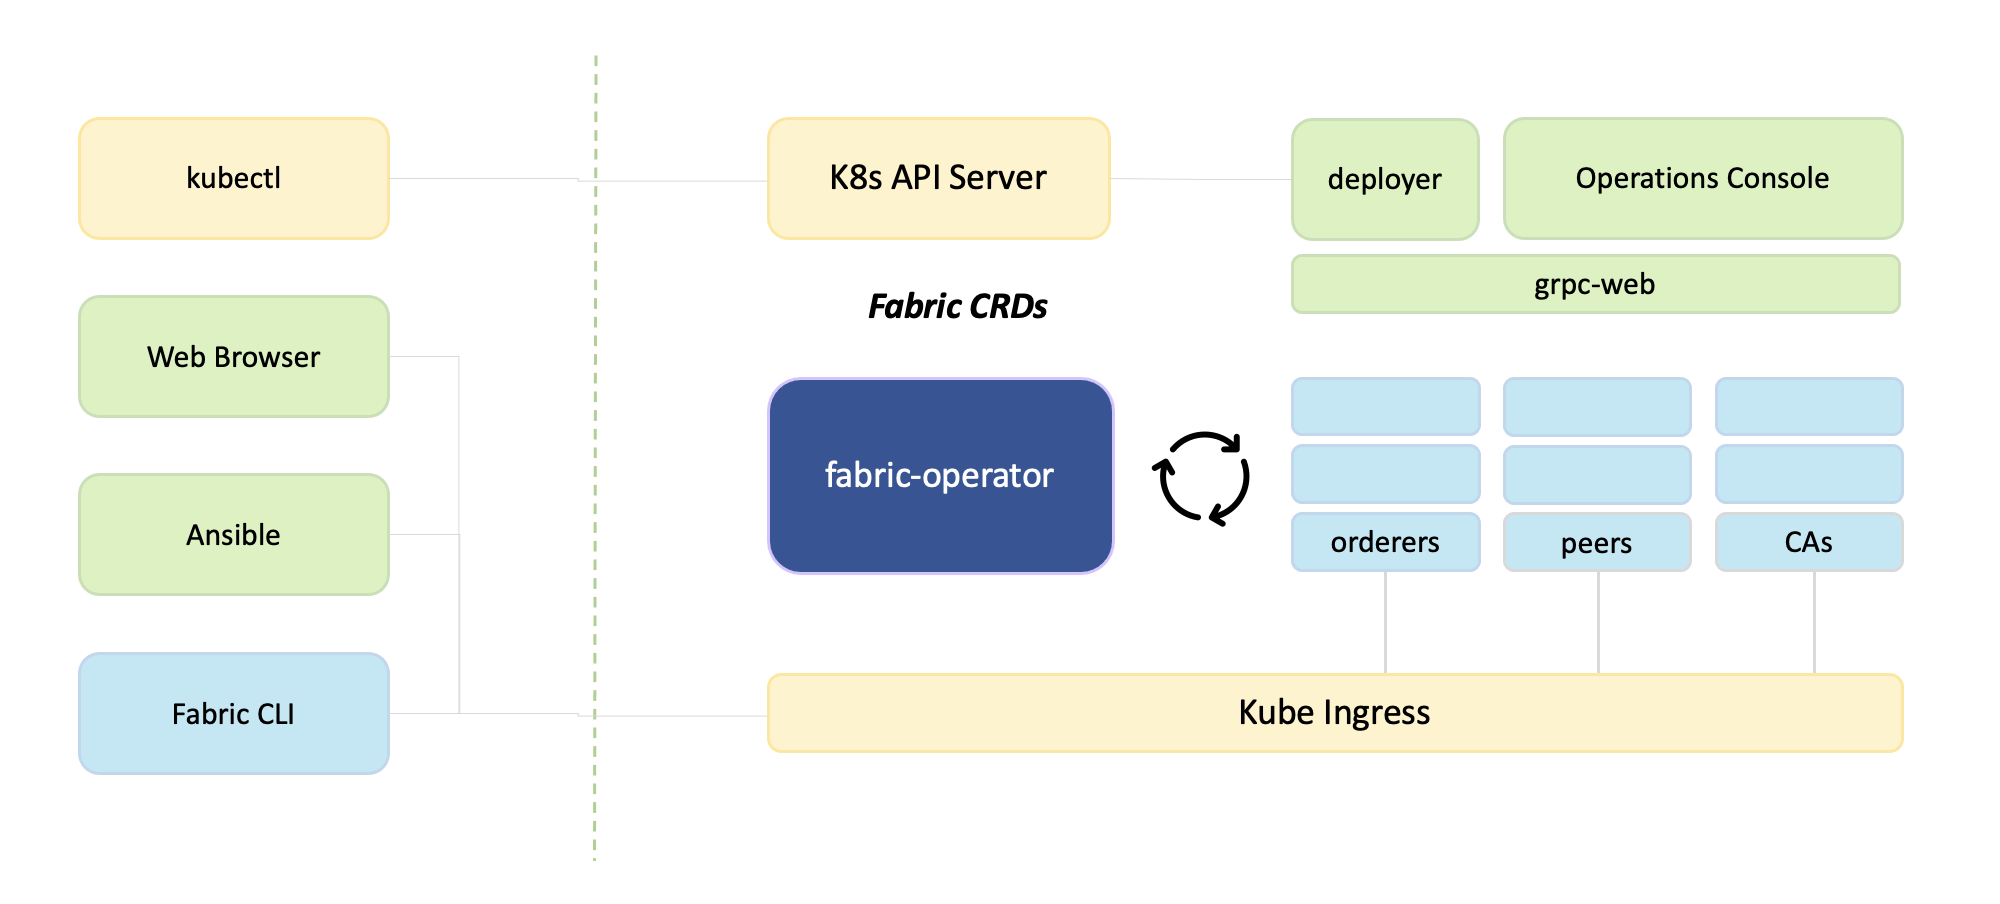 kubectl
K8s API Server
deployer
Operations Console
grpc-web
Fabric CRDs
Web Browser
fabric-operator
Ansible
orderers
peers
CAs
Fabric CLI
Kube Ingress